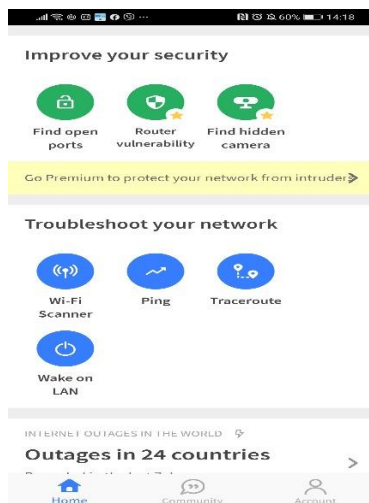 60% 14:18
Improve your security
Find open ports
Router vulnerability
Find hidden camera
Go Premium to protect your network from intruders
Troubleshoot your network
Wi-Fi Scanner
Ping
Traceroute
Wake on LAN
INTERNET OUTAGES IN THE WORLD
Outages in 24 countries
Home
Community
Account